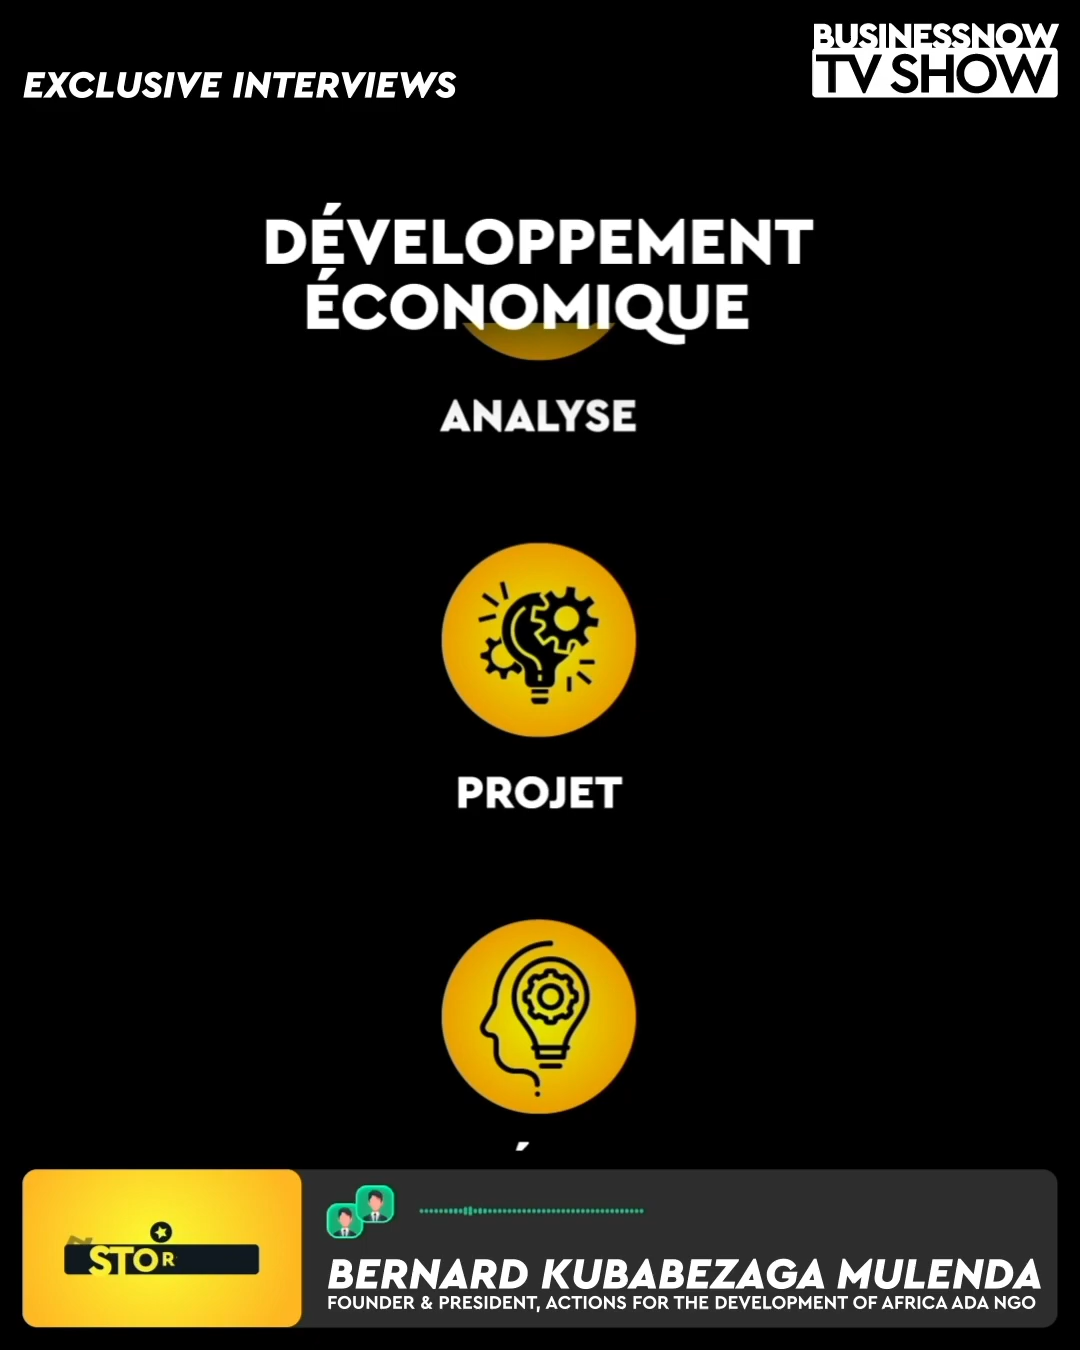 BUSINESSNOW
TV SHOW
EXCLUSIVE INTERVIEWS
DÉVELOPPEMENT
ÉCONOMIQUE
ANALYSE
PROJET
STOR
BERNARD KUBABEZAGA MULENDA
FOUNDER & PRESIDENT, ACTIONS FOR THE DEVELOPMENT OF AFRICA ADA NGO